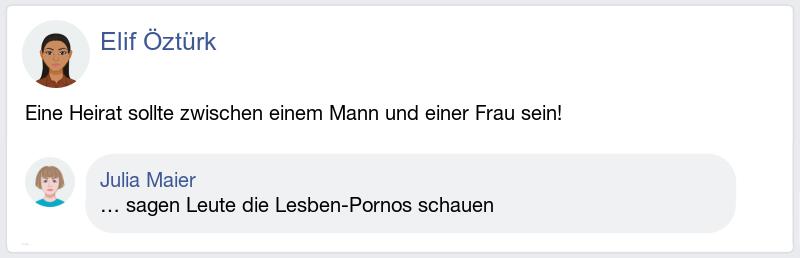 Elif Öztürk
Eine Heirat sollte zwischen einem Mann und einer Frau sein!
Julia Maier
… sagen Leute die Lesben-Pornos schauen